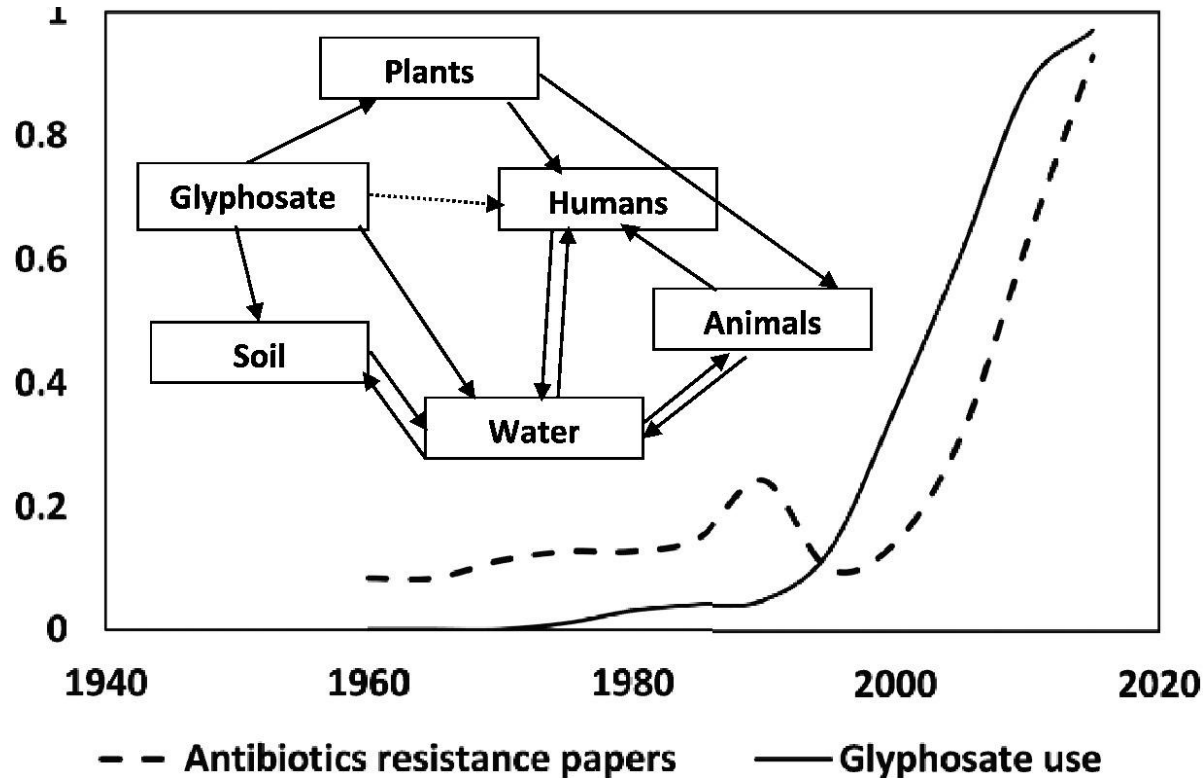 1
0.8
0.6
0.4
0.2
0
Plants
Glyphosate
Humans
Animals
Soil
Water
1940 1960 1980 2000 2020
Antibiotics resistance papers Glyphosate use